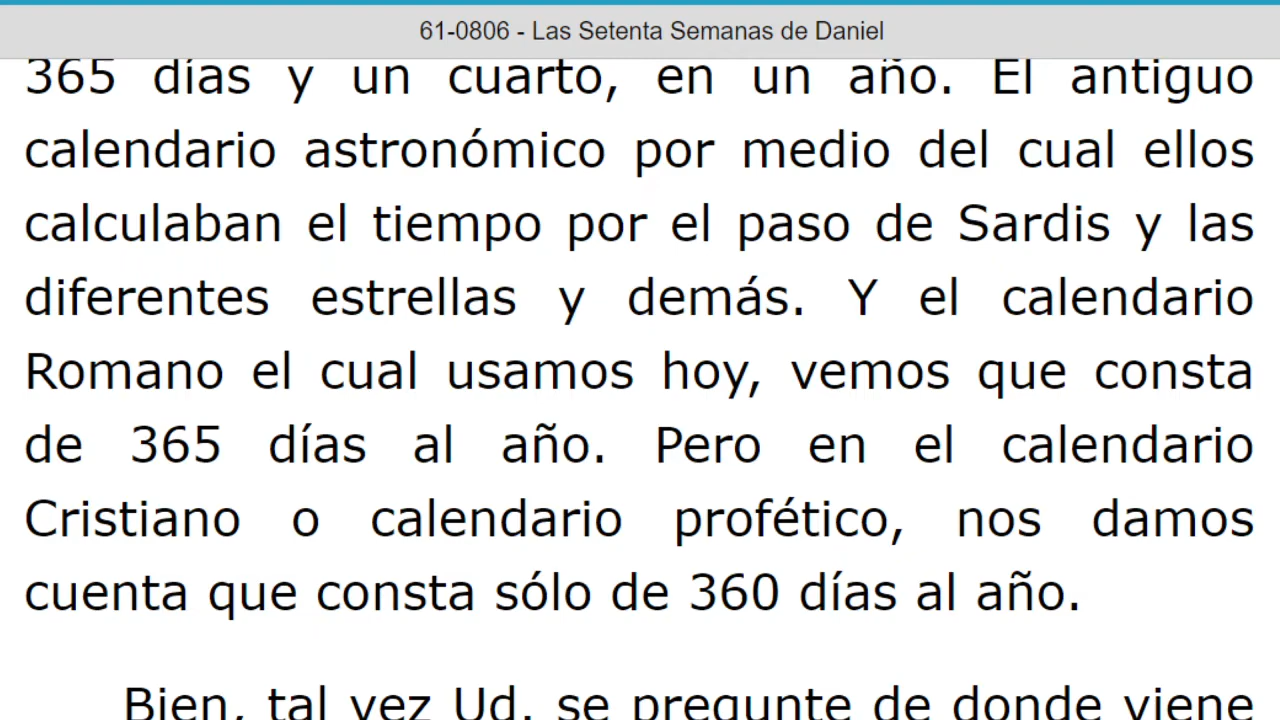 61-0806 - Las Setenta Semanas de Daniel
365 días y un cuarto, en un año. El antiguo
calendario astronómico por medio del cual ellos
calculaban el tiempo por el paso de Sardis y las
diferentes estrellas y demás. Y el calendario
Romano el cual usamos hoy, vemos que consta
de 365 días al año. Pero en el calendario
Cristiano o calendario profético, nos damos
cuenta que consta sólo de 360 días al año.
Bien, tal vez Ud. se pregunte de donde viene